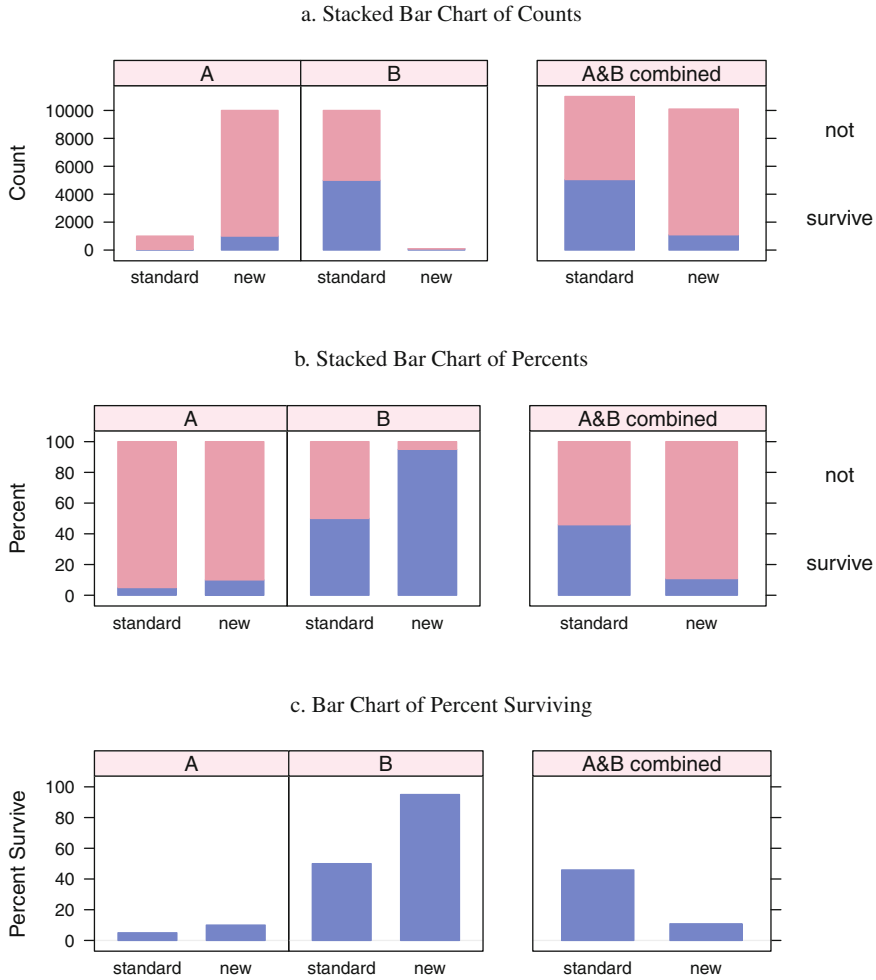 a. Stacked Bar Chart of Counts
A B A&B combined
Count
10000
8000
6000
4000
2000
0
not
survive
standard new standard new standard new
b. Stacked Bar Chart of Percents
A B A&B combined
Percent
100
80
60
40
20
0
not
survive
standard new standard new standard new
c. Bar Chart of Percent Surviving
A B A&B combined
Percent Survive
100
80
60
40
20
0
standard new standard new standard new